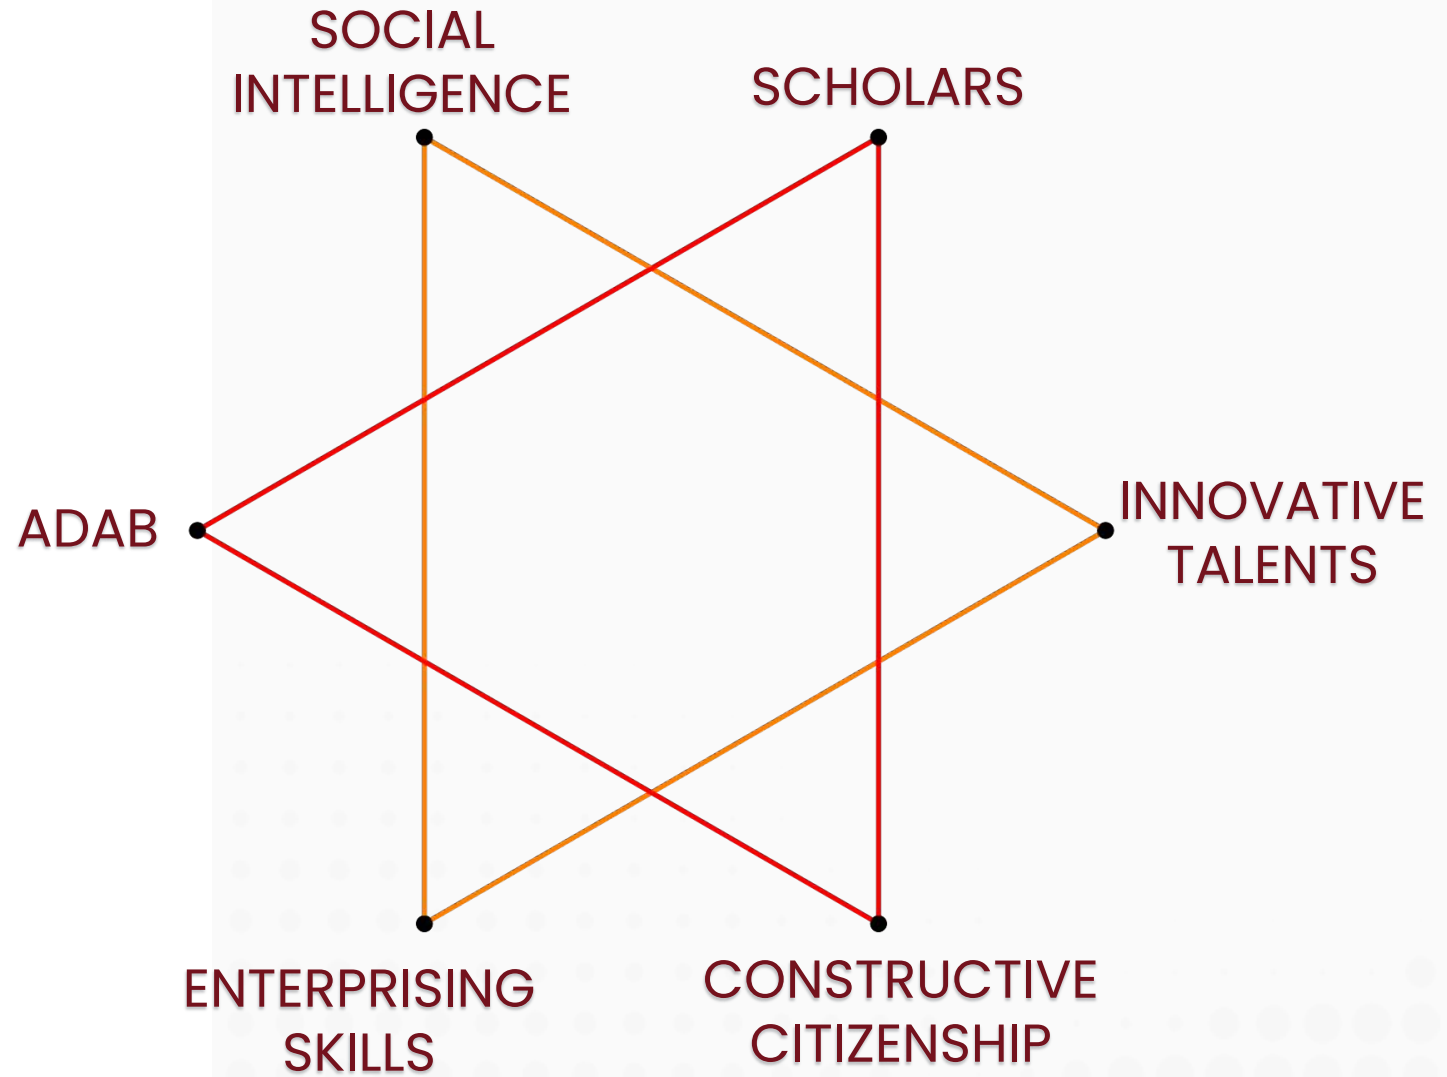 SOCIAL
INTELLIGENCE
SCHOLARS
ADAB
INNOVATIVE
TALENTS
ENTERPRISING
SKILLS
CONSTRUCTIVE
CITIZENSHIP